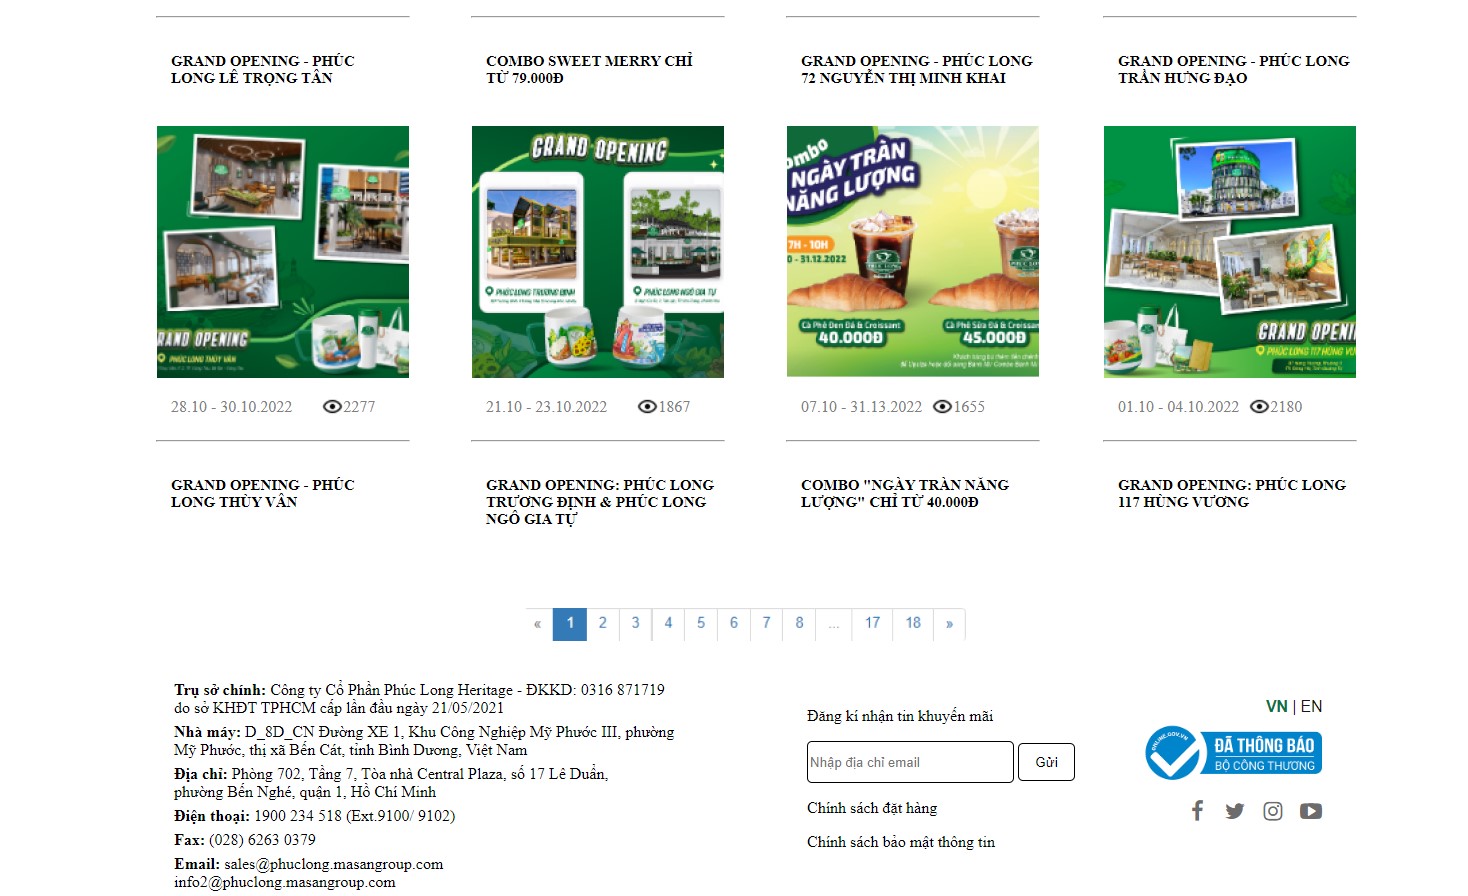 GRAND OPENING - PHÚC
LONG LÊ TRỌNG TẤN
COMBO SWEET MERRY CHỈ
TỪ 79.000Đ
GRAND OPENING - PHÚC LONG
72 NGUYỄN THỊ MINH KHAI
GRAND OPENING - PHÚC LONG
TRẦN HƯNG ĐẠO
RAND OPENING
PHÚC LONG THÙY VÂN
GRAND OPENING
PHÚC LONG TRƯƠNG ĐỊNH
PHÚC LONG NGÔ GIA TỰ
ombo
NGÀY TRÀN
NĂNG LƯỢNG
7H - 10H
0 - 31.12.2022
PHUC LONG
Cà Phê Đen Đá & Croissant
40.000Đ
Cà Phê Sữa Đá & Croissan
45.000Đ
GRAND OPENI
PHÚC LONG 117 HÙNG VƯ
28.10 - 30.10.2022 2277
21.10 - 23.10.2022 1867
07.10 - 31.13.2022 1655
01.10 - 04.10.2022 2180
GRAND OPENING - PHÚC
LONG THÙY VÂN
GRAND OPENING: PHÚC LONG
TRƯƠNG ĐỊNH & PHÚC LONG
NGÔ GIA TỰ
COMBO "NGÀY TRÀN NĂNG
LƯỢNG" CHỈ TỪ 40.000Đ
GRAND OPENING: PHÚC LONG
117 HÙNG VƯƠNG
« 1 2 3 4 5 6 7 8 ... 17 18 »
Trụ sở chính: Công ty Cổ Phần Phúc Long Heritage - ĐKKD: 0316 871719
do sở KHĐT TPHCM cấp lần đầu ngày 21/05/2021
Nhà máy: D_8D_CN Đường XE 1, Khu Công Nghiệp Mỹ Phước III, phường
Mỹ Phước, thị xã Bến Cát, tỉnh Bình Dương, Việt Nam
Địa chỉ: Phòng 702, Tầng 7, Tòa nhà Central Plaza, số 17 Lê Duẩn,
phường Bến Nghé, quận 1, Hồ Chí Minh
Điện thoại: 1900 234 518 (Ext.9100/ 9102)
Fax: (028) 6263 0379
Email: sales@phuclong.masangroup.com
info2@phuclong.masangroup.com
Đăng kí nhận tin khuyến mãi
Nhập địa chỉ email
Gửi
Chính sách đặt hàng
Chính sách bảo mật thông tin
VN | EN
ONLINE.GOV.VN
ĐÃ THÔNG BÁO
BỘ CÔNG THƯƠNG